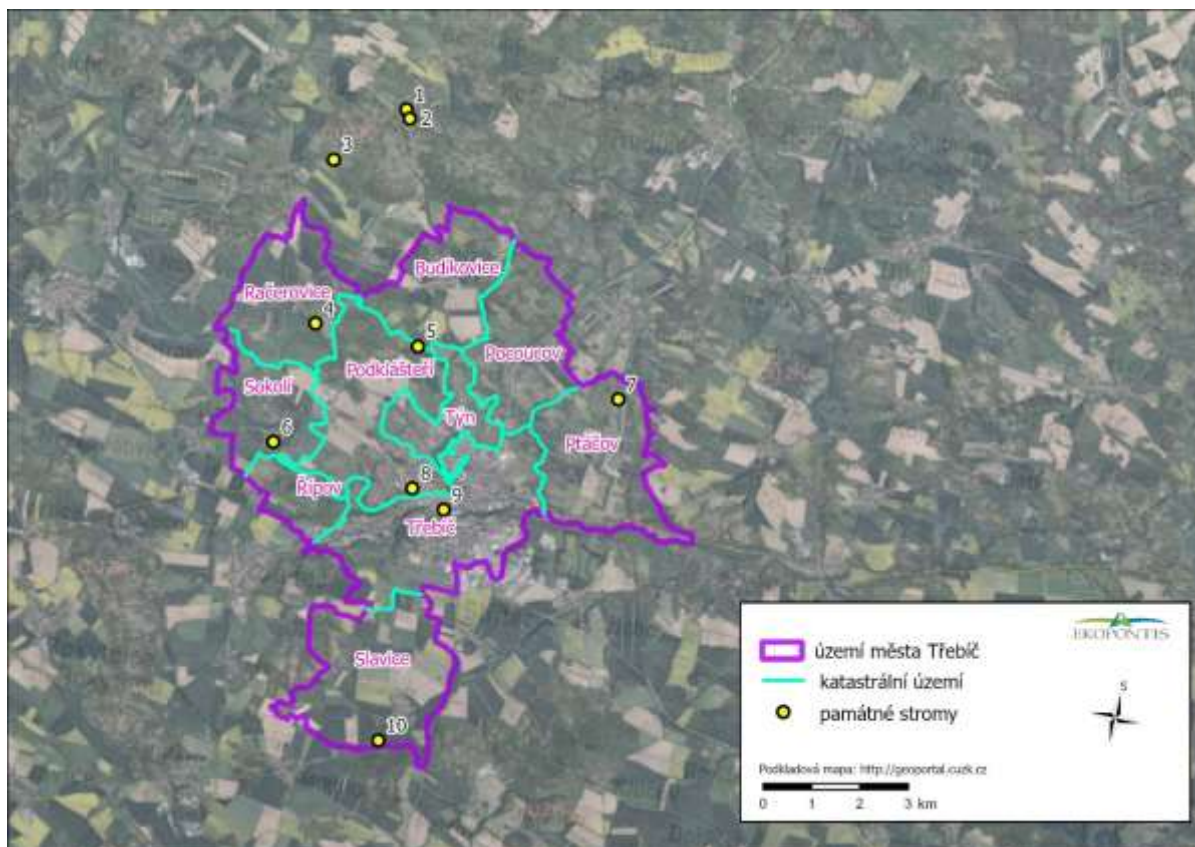 1
2
3
Budíkovice
Račerovice
4
5
Pocoucov
Podklášteří
Sokolí
7
Týn
Ptáčov
6
Řípov
8
9
Třebíč
Slavice
10
EKOPONTIS
území města Třebíč
katastrální území
památné stromy
S
Podkladová mapa: http://geoportal.cuzk.cz
0 1 2 3 km